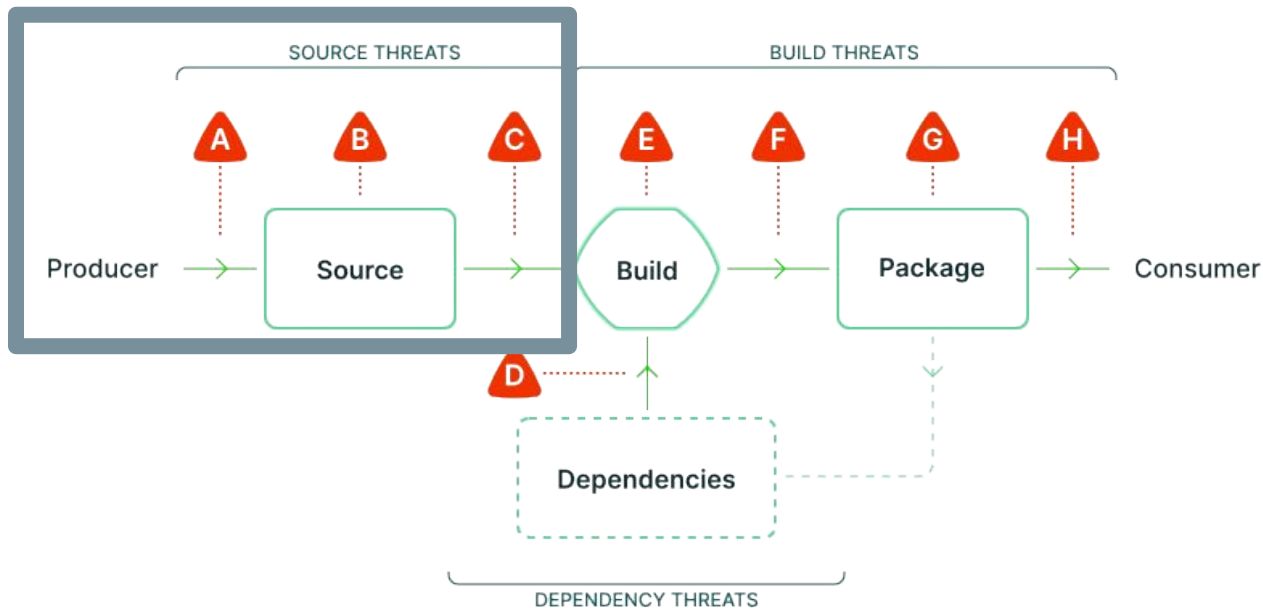 SOURCE THREATS
BUILD THREATS
A
B
C
E
F
G
H
Producer
Source
Build
Package
Consumer
D
Dependencies
DEPENDENCY THREATS